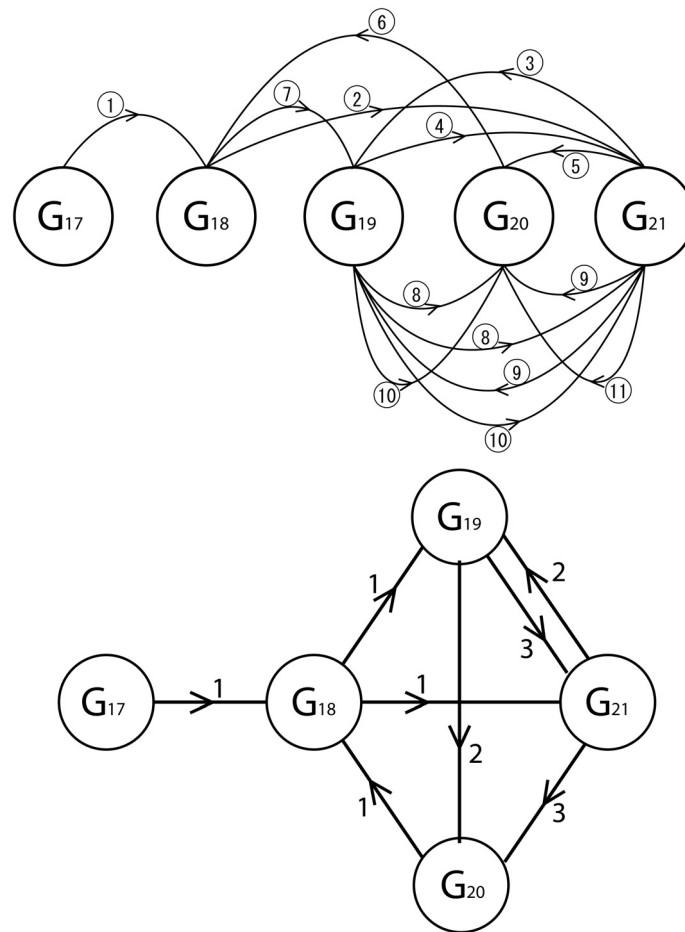 ⑥
① ⑦ ② ③
④
⑤
G₁₇ G₁₈ G₁₉ G₂₀ G₂₁
⑧ ⑨
⑧ ⑨
⑩ ⑪
⑩
G₁₉
1 2
3
G₁₇ 1 G₁₈ 1 G₂₁
2
1 3
G₂₀